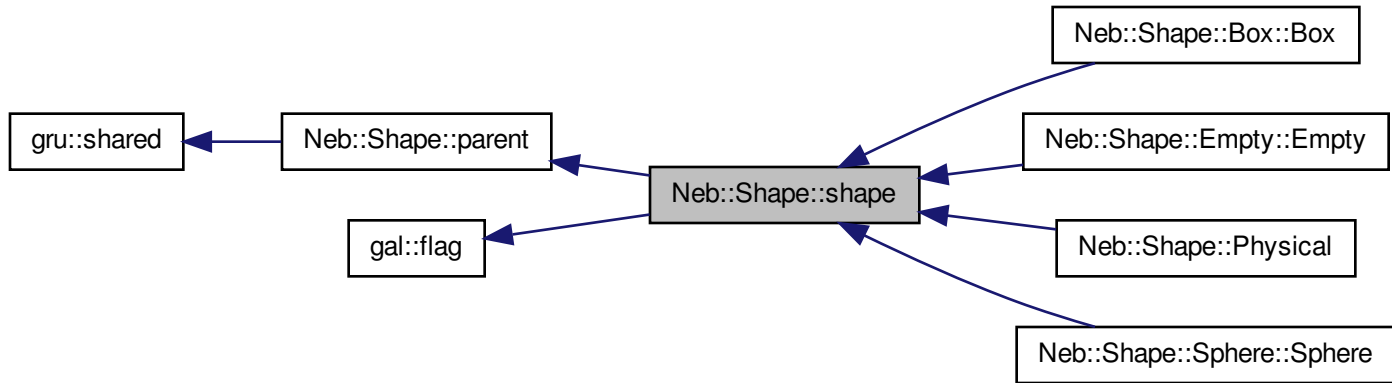 Neb::Shape::Box::Box
gru::shared
Neb::Shape::parent
Neb::Shape::Empty::Empty
Neb::Shape::shape
gal::flag
Neb::Shape::Physical
Neb::Shape::Sphere::Sphere